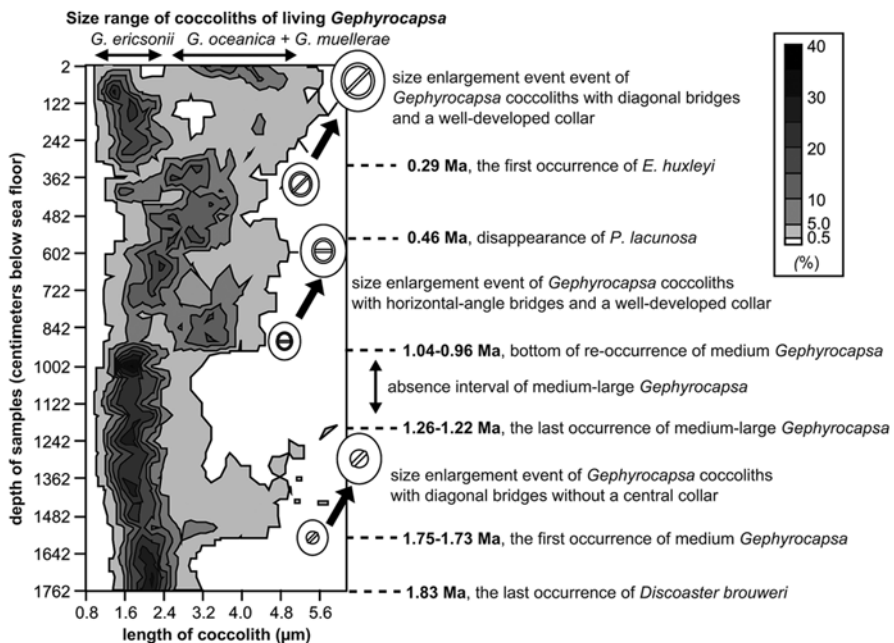 Size range of coccoliths of living Gephyrocapsa
G. ericsonii G. oceanica + G. muellerae
depth of samples (centimeters below sea floor)
2
122
242
362
482
602
722
842
1002
1122
1242
1362
1482
1642
1762
0.8 1.6 2.4 3.2 4.0 4.8 5.6
length of coccolith (μm)
size enlargement event event of
Gephyrocapsa coccoliths with diagonal bridges
and a well-developed collar
0.29 Ma, the first occurrence of E. huxleyi
0.46 Ma, disappearance of P. lacunosa
size enlargement event of Gephyrocapsa coccoliths
with horizontal-angle bridges and a well-developed collar
1.04-0.96 Ma, bottom of re-occurrence of medium Gephyrocapsa
absence interval of medium-large Gephyrocapsa
1.26-1.22 Ma, the last occurrence of medium-large Gephyrocapsa
size enlargement event of Gephyrocapsa coccoliths
with diagonal bridges without a central collar
1.75-1.73 Ma, the first occurrence of medium Gephyrocapsa
1.83 Ma, the last occurrence of Discoaster brouweri
40
30
20
10
5.0
0.5
(%)